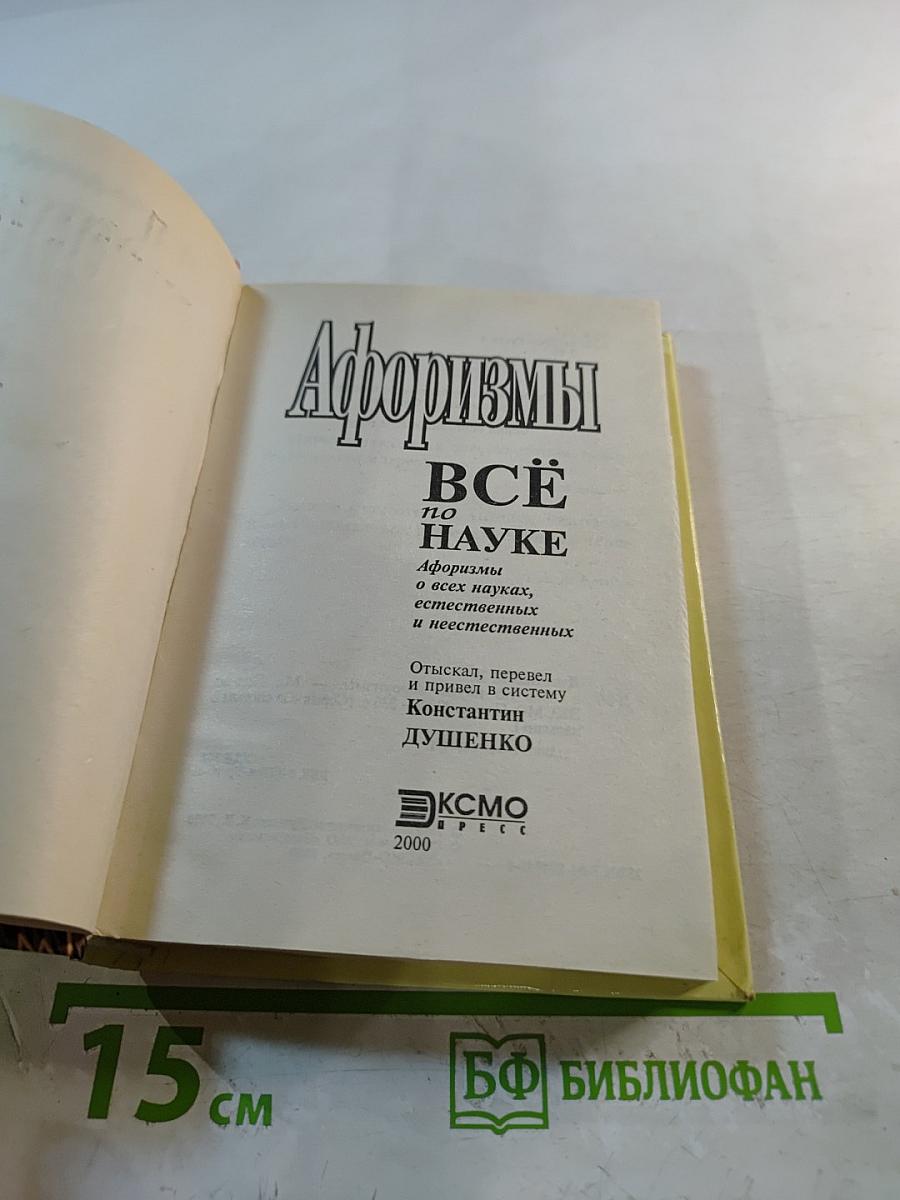 Афоризмы
ВСЁ
по
НАУКЕ
Афоризмы
о всех науках,
естественных
и неестественных
Отыскал, перевел
и привел в систему
Константин
ДУШЕНКО
ЭКСМО
ПРЕСС
2000
15 см
БФ БИБЛИОФАН